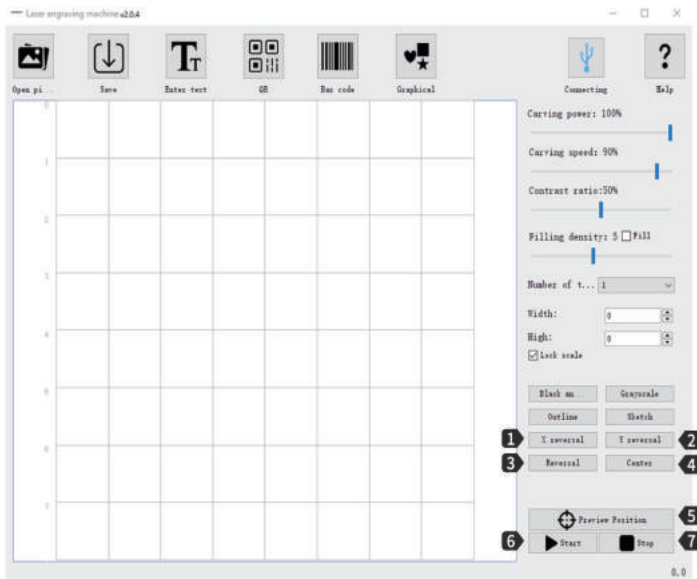 Laser engraving machine v2.0.4
TT
Open pi...
Save
Enter text
QR
Bar code
Graphical
Connecting
?
Help
Carving power: 100%
Carving speed: 90%
Contrast ratio:50%
Filling density: 5 Fill
Number of t... 1
Width: 0
High: 0
Lock scale
Black an... Grayscale
Outline Sketch
1 X reversal Y reversal 2
3 Reversal Center 4
Preview Position 5
6 Start Stop 7
0
1
2
3
4
5
6
7
0.0